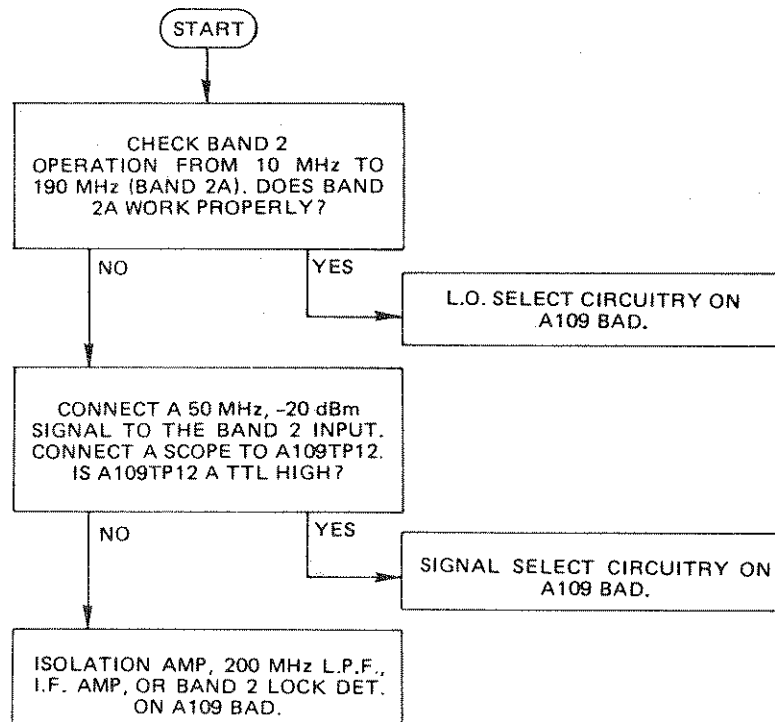 START
CHECK BAND 2
OPERATION FROM 10 MHz TO
190 MHz (BAND 2A). DOES BAND
2A WORK PROPERLY?
NO
YES
L.O. SELECT CIRCUITRY ON
A109 BAD.
CONNECT A 50 MHz, -20 dBm
SIGNAL TO THE BAND 2 INPUT.
CONNECT A SCOPE TO A109TP12.
IS A109TP12 A TTL HIGH?
NO
YES
SIGNAL SELECT CIRCUITRY ON
A109 BAD.
ISOLATION AMP, 200 MHz L.P.F.,
I.F. AMP, OR BAND 2 LOCK DET.
ON A109 BAD.